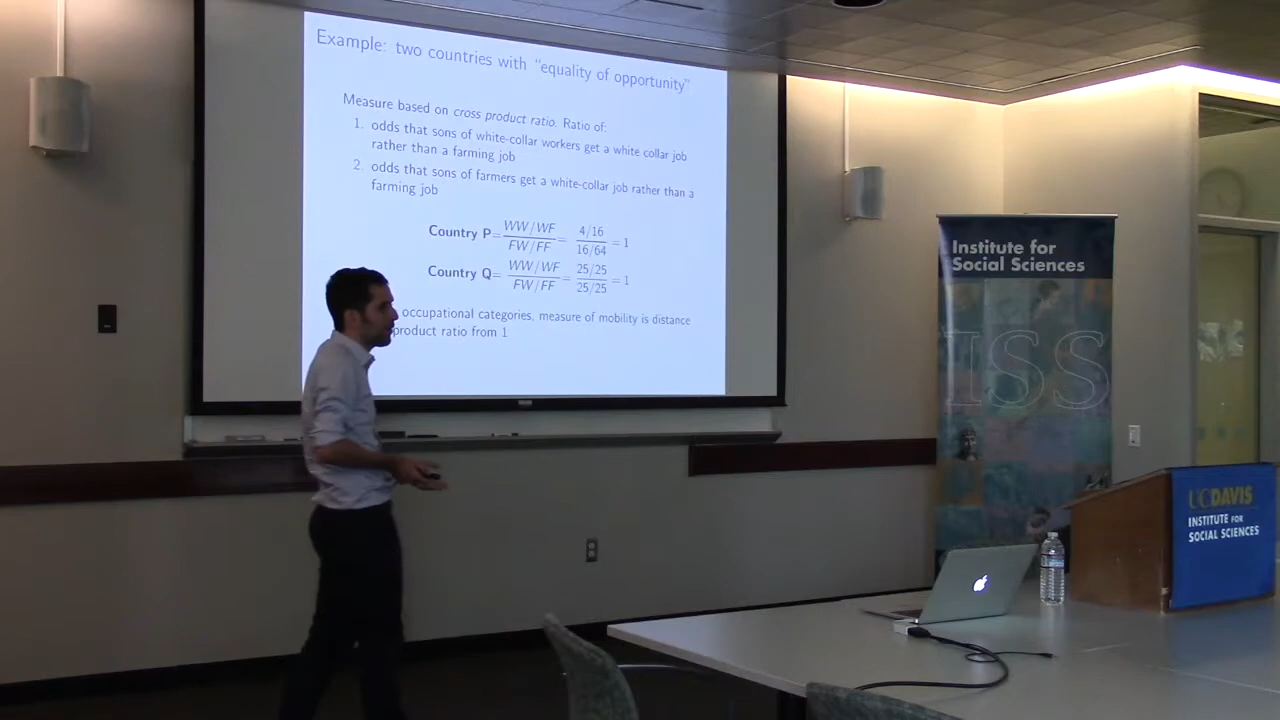 Example: two countries with "equality of opportunity"
Measure based on cross product ratio. Ratio of:
1. odds that sons of white-collar workers get a white collar job
rather than a farming job
2. odds that sons of farmers get a white-collar job rather than a
farming job
Country P= WW/WF / FW/FF = 4/16 / 16/64 = 1
Country Q= WW/WF / FW/FF = 25/25 / 25/25 = 1
occupational categories, measure of mobility is distance
product ratio from 1
Institute for
Social Sciences
ISS
UCDAVIS
INSTITUTE FOR
SOCIAL SCIENCES